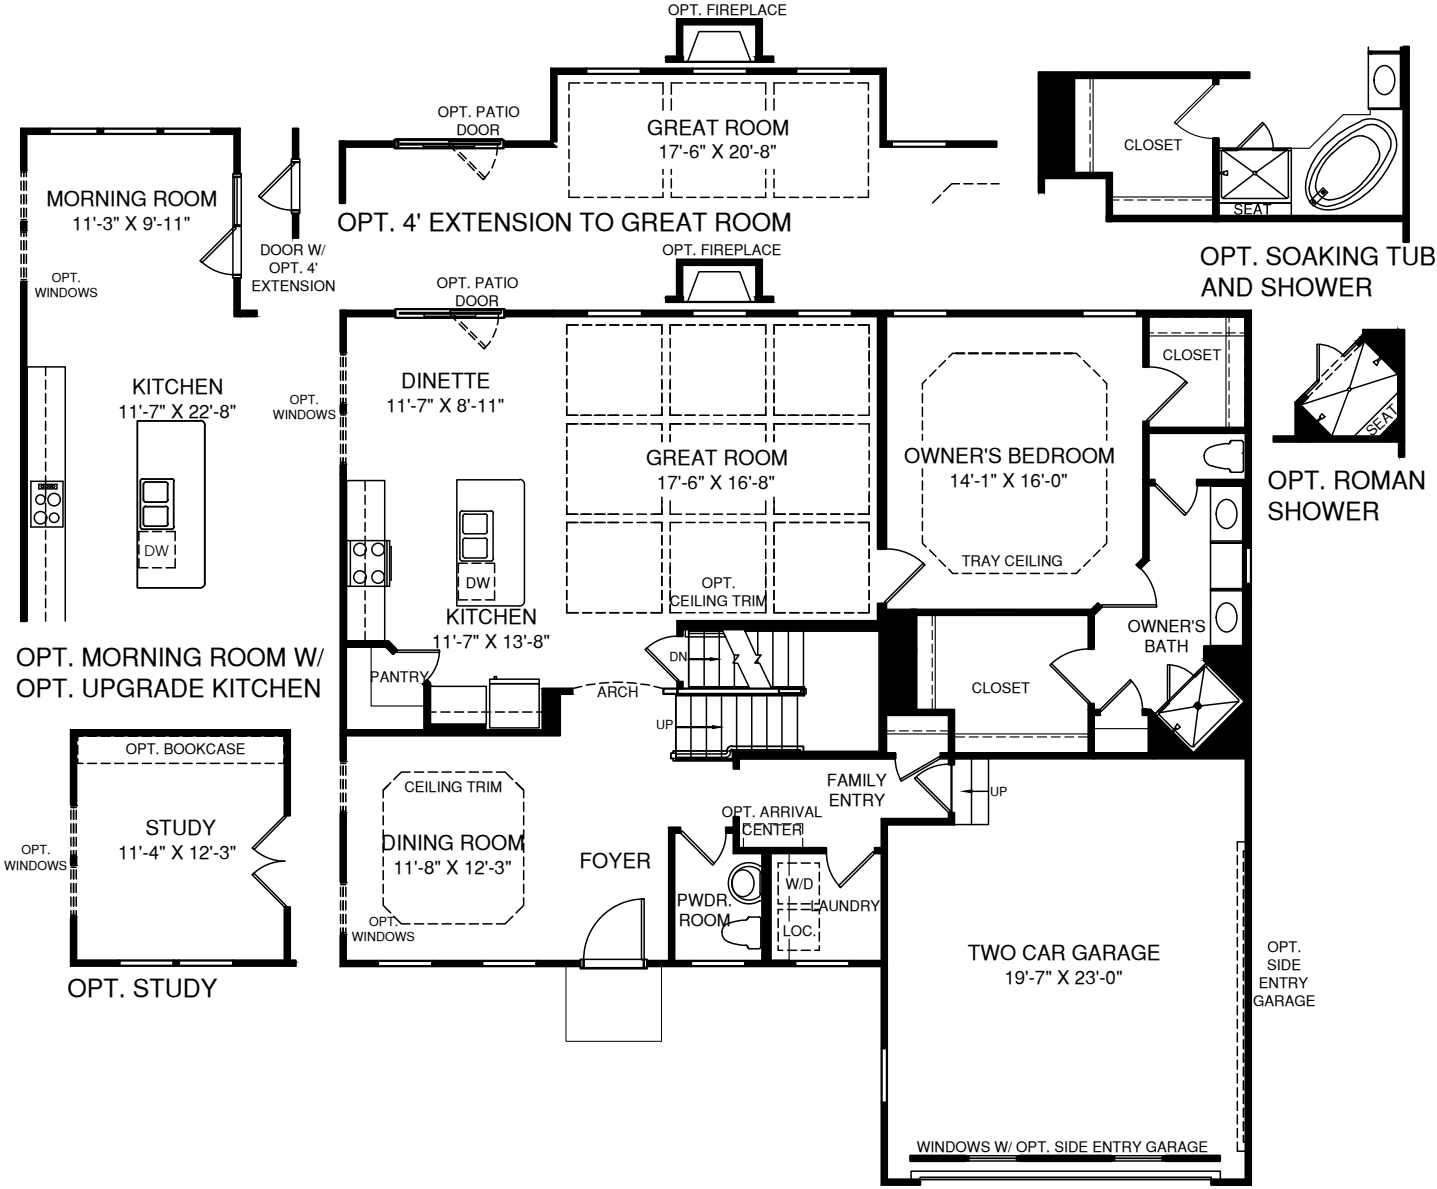 OPT. FIREPLACE
OPT. PATIO
DOOR
GREAT ROOM
17'-6" X 20'-8"
OPT. 4' EXTENSION TO GREAT ROOM
MORNING ROOM
11'-3" X 9'-11"
OPT.
WINDOWS
DOOR W/
OPT. 4'
EXTENSION
KITCHEN
11'-7" X 22'-8"
DW
OPT. MORNING ROOM W/
OPT. UPGRADE KITCHEN
CLOSET
SEAT
OPT. SOAKING TUB
AND SHOWER
SEAT
OPT. ROMAN
SHOWER
OPT. FIREPLACE
OPT. PATIO
DOOR
OPT.
WINDOWS
DINETTE
11'-7" X 8'-11"
GREAT ROOM
17'-6" X 16'-8"
OPT.
CEILING TRIM
OWNER'S BEDROOM
14'-1" X 16'-0"
TRAY CEILING
CLOSET
DW
KITCHEN
11'-7" X 13'-8"
PANTRY
ARCH
DN
UP
OWNER'S
BATH
CLOSET
OPT. BOOKCASE
STUDY
11'-4" X 12'-3"
OPT.
WINDOWS
OPT. STUDY
CEILING TRIM
DINING ROOM
11'-8" X 12'-3"
OPT.
WINDOWS
FOYER
FAMILY
ENTRY
UP
OPT. ARRIVAL
CENTER
PWDR.
ROOM
W/D
LAUNDRY
LOC.
TWO CAR GARAGE
19'-7" X 23'-0"
OPT.
SIDE
ENTRY
GARAGE
WINDOWS W/ OPT. SIDE ENTRY GARAGE